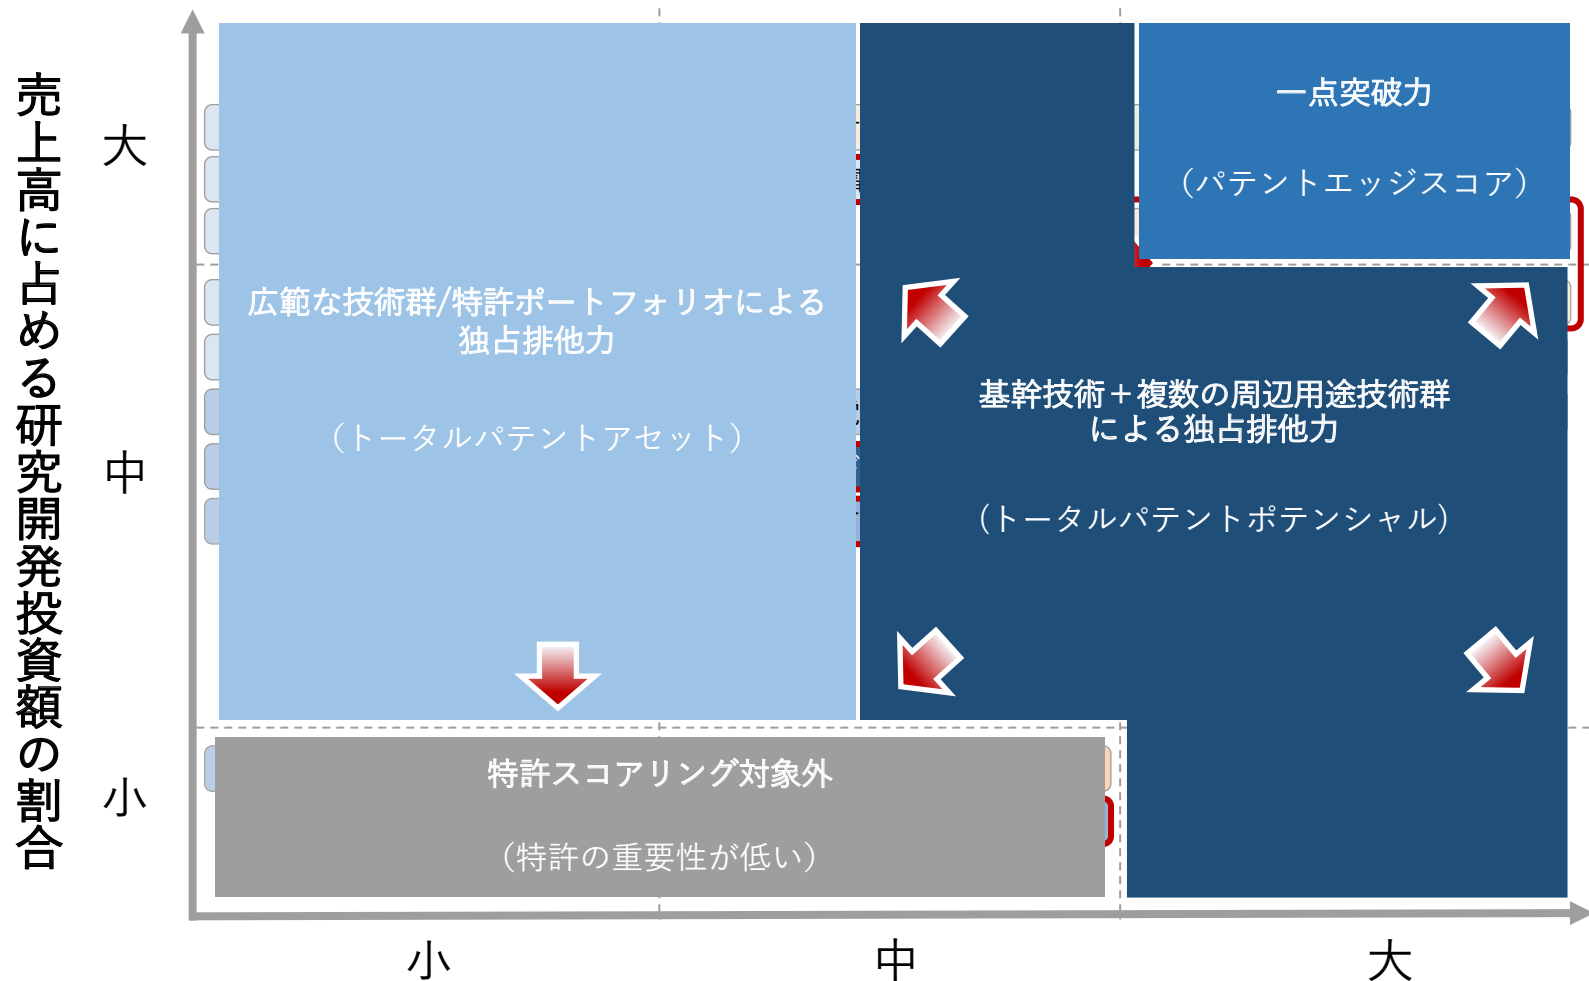 売上高に占める研究開発投資額の割合
大
中
小
一点突破力
（パテントエッジスコア）
広範な技術群/特許ポートフォリオによる
独占排他力
（トータルパテントアセット）
基幹技術＋複数の周辺用途技術群
による独占排他力
（トータルパテントポテンシャル）
特許スコアリング対象外
（特許の重要性が低い）
小
中
大